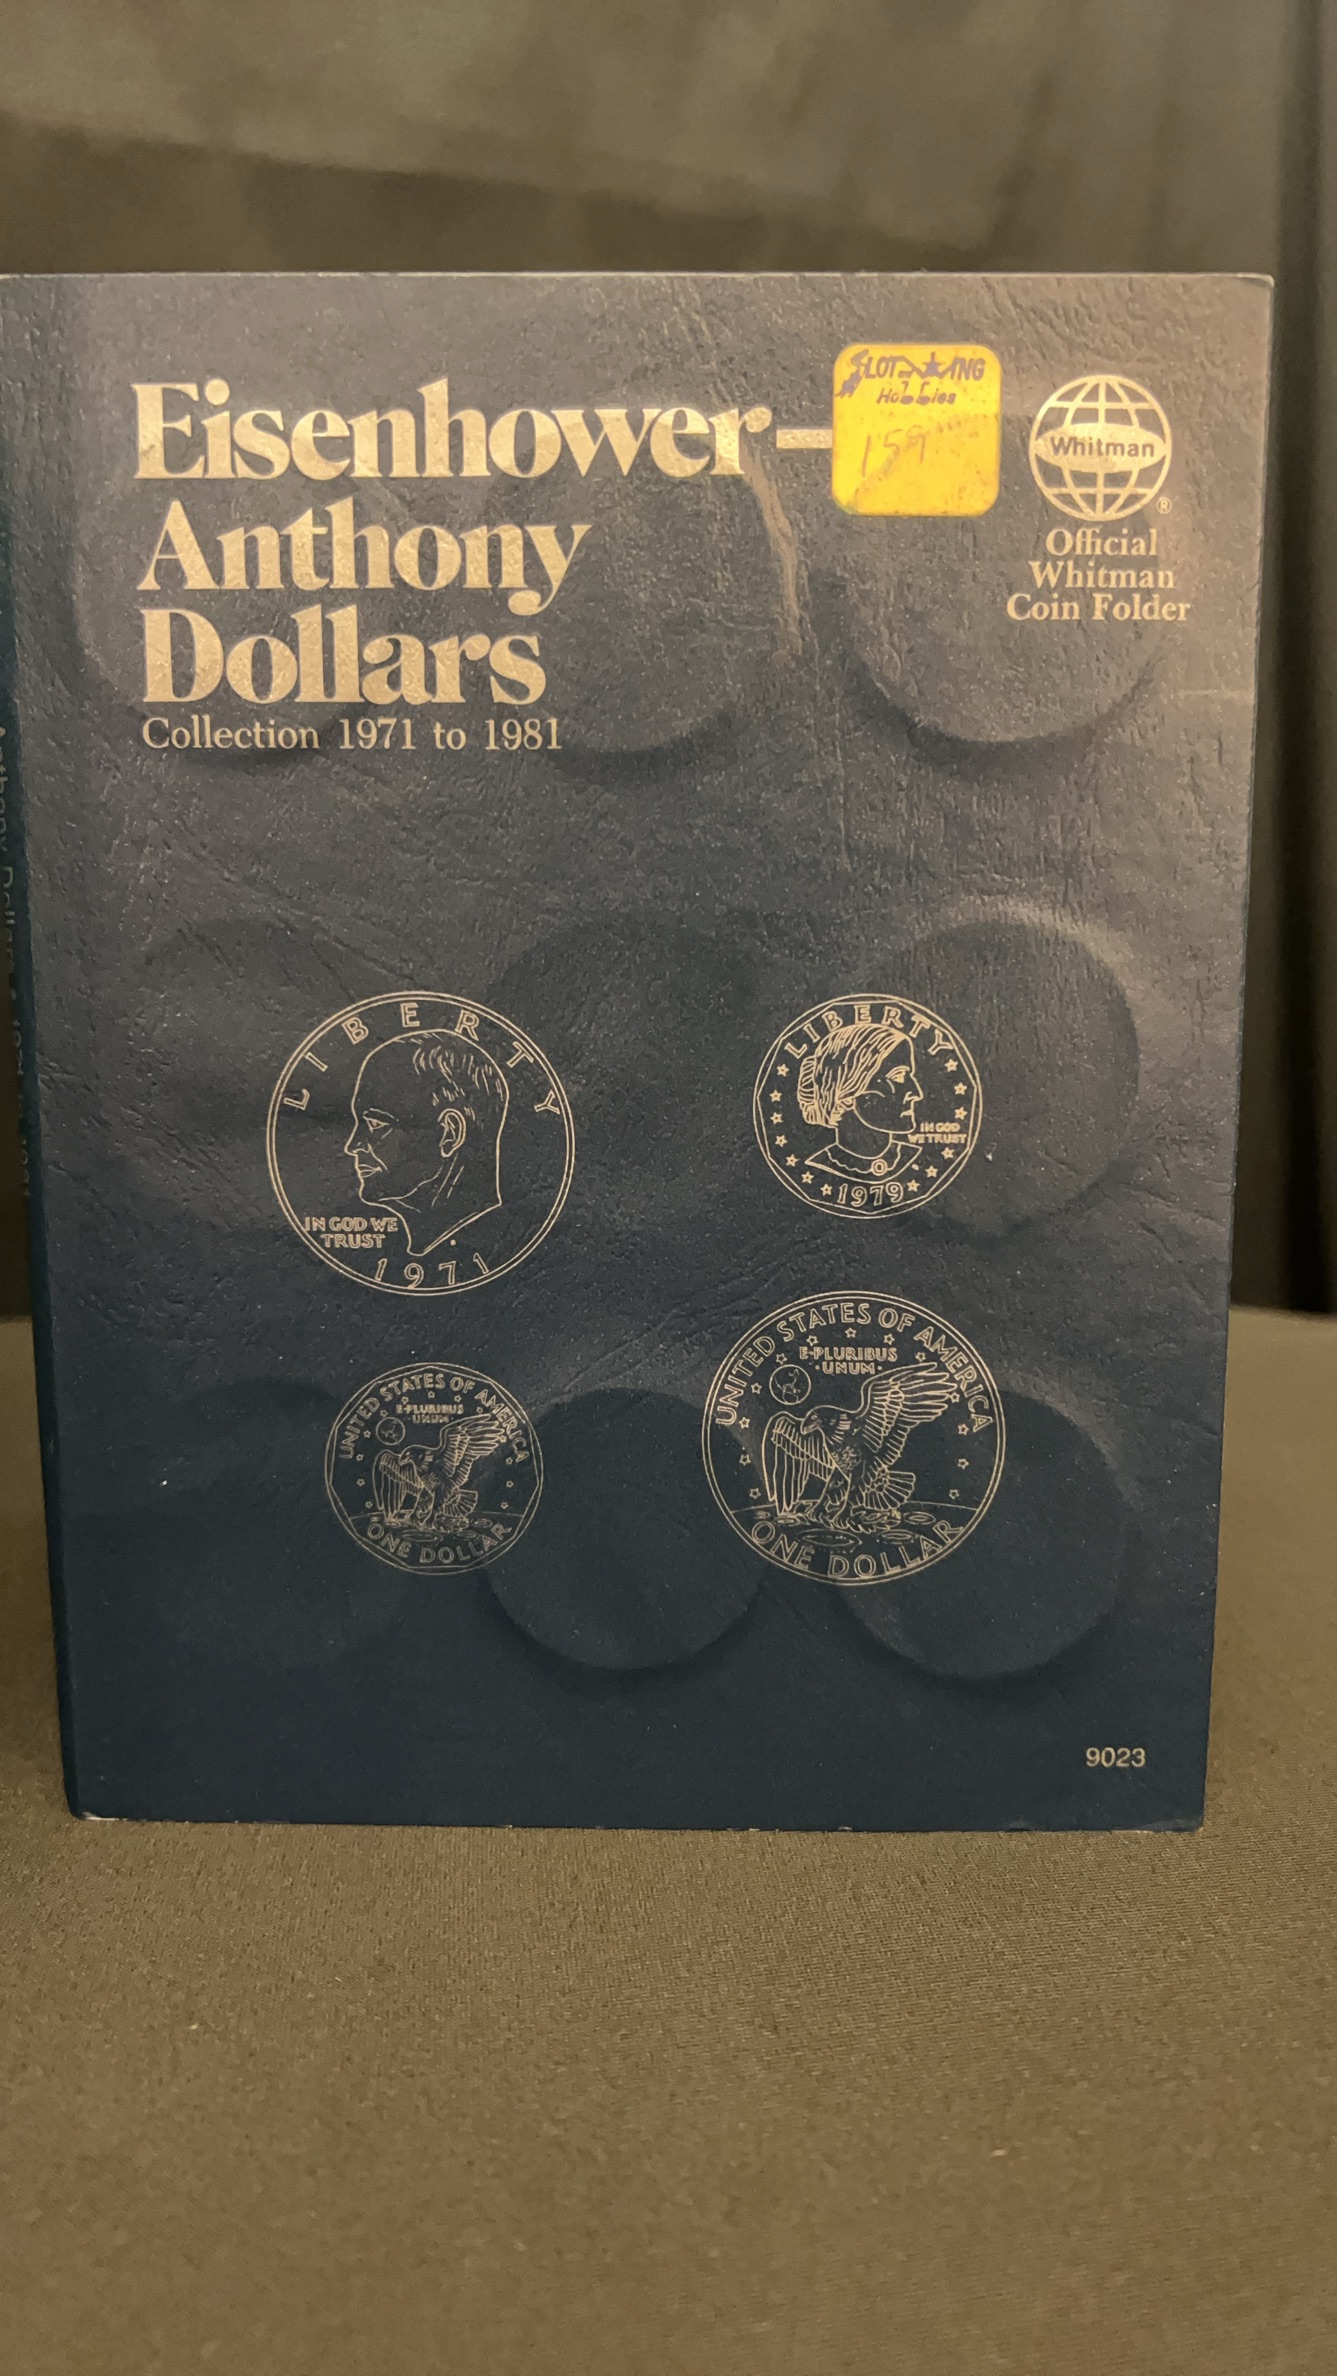 Eisenhower–
Anthony
Dollars
Collection 1971 to 1981
Hobbies
159
Whitman
®
Official
Whitman
Coin Folder
LIBERTY
IN GOD WE
TRUST
1971
LIBERTY
IN GOD
WE TRUST
1979
UNITED STATES OF AMERICA
E·PLURIBUS
UNUM
ONE DOLLAR
UNITED STATES OF AMERICA
E·PLURIBUS
·UNUM·
ONE DOLLAR
9023